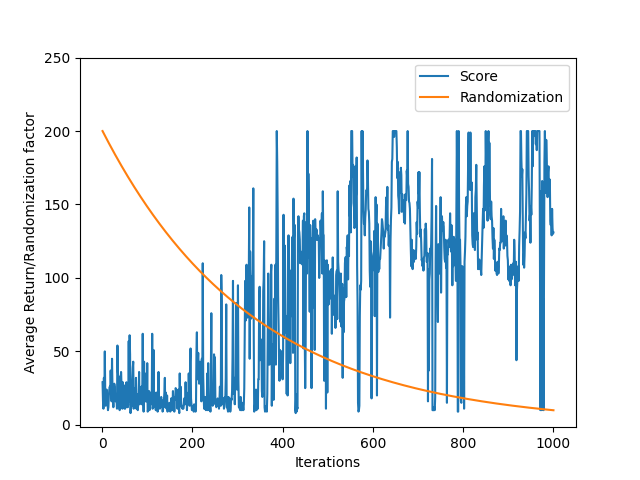 250
200
150
100
50
0
Average Return/Randomization factor
Score
Randomization
0 200 400 600 800 1000
Iterations